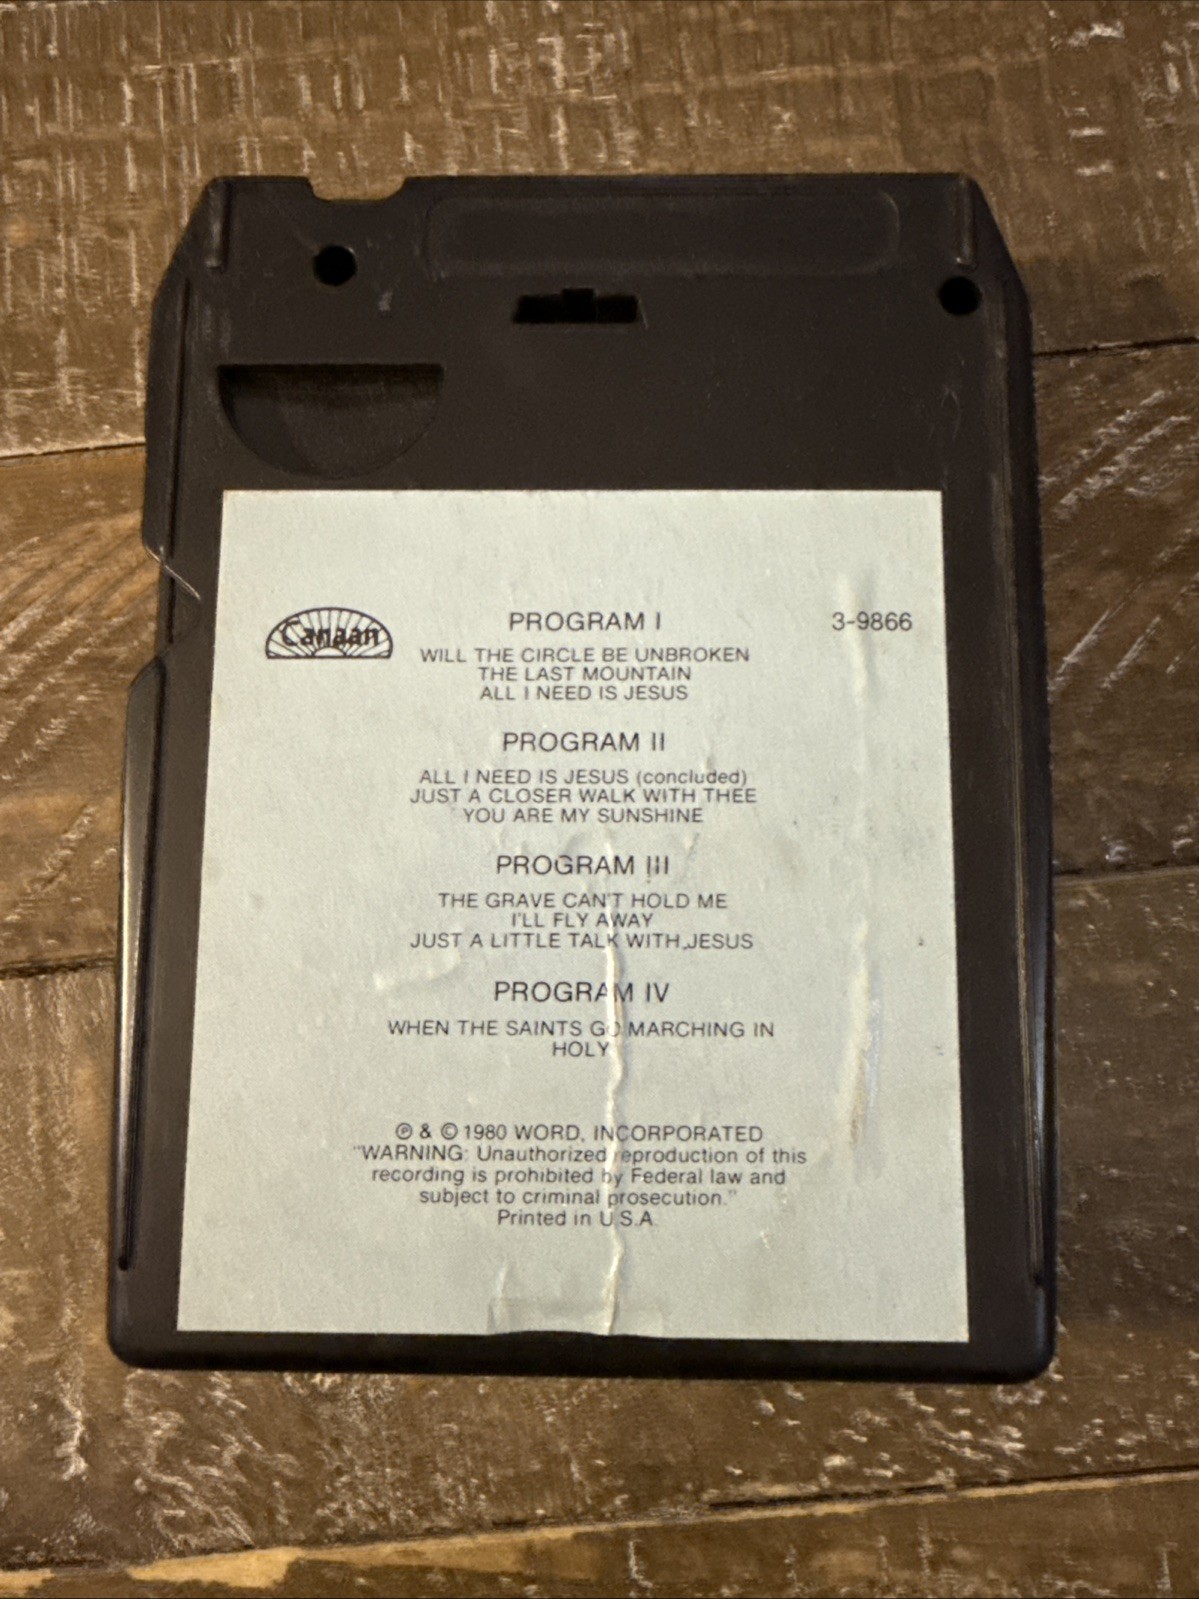 Canaan
PROGRAM I
3-9866
WILL THE CIRCLE BE UNBROKEN
THE LAST MOUNTAIN
ALL I NEED IS JESUS
PROGRAM II
ALL I NEED IS JESUS (concluded)
JUST A CLOSER WALK WITH THEE
YOU ARE MY SUNSHINE
PROGRAM III
THE GRAVE CAN'T HOLD ME
I'LL FLY AWAY
JUST A LITTLE TALK WITH JESUS
PROGRAM IV
WHEN THE SAINTS GO MARCHING IN
HOLY
℗ & © 1980 WORD, INCORPORATED
"WARNING: Unauthorized reproduction of this
recording is prohibited by Federal law and
subject to criminal prosecution."
Printed in U.S.A.